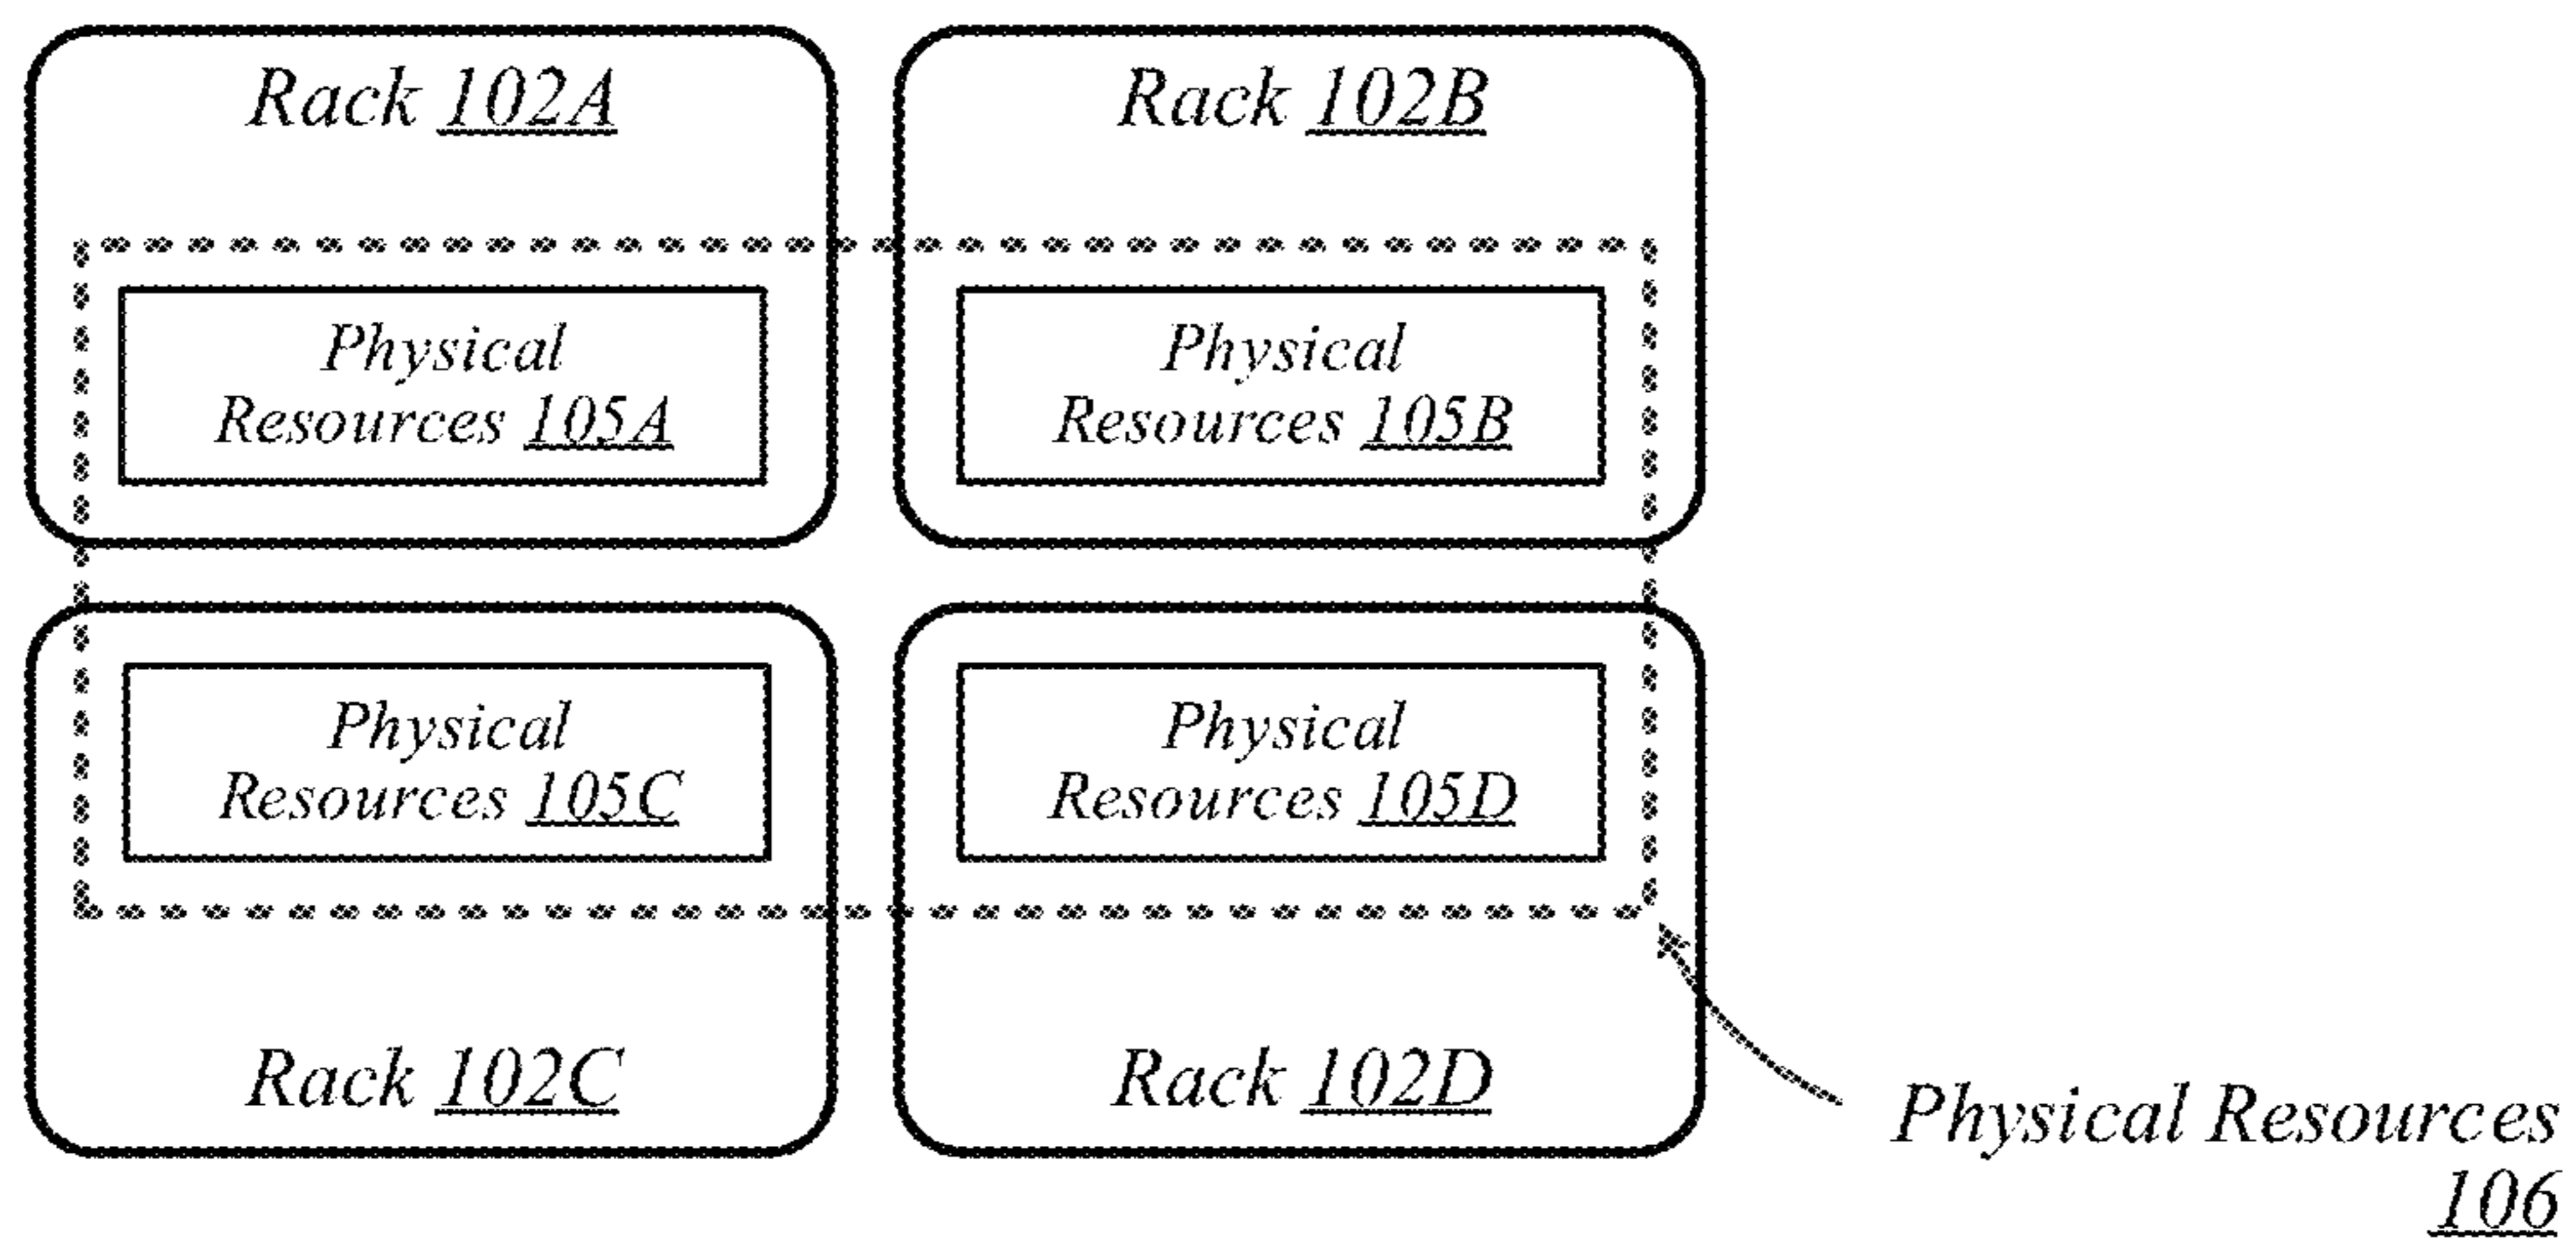 Rack 102A
Rack 102B
Physical
Resources 105A
Physical
Resources 105B
Physical
Resources 105C
Physical
Resources 105D
Rack 102C
Rack 102D
Physical Resources
106